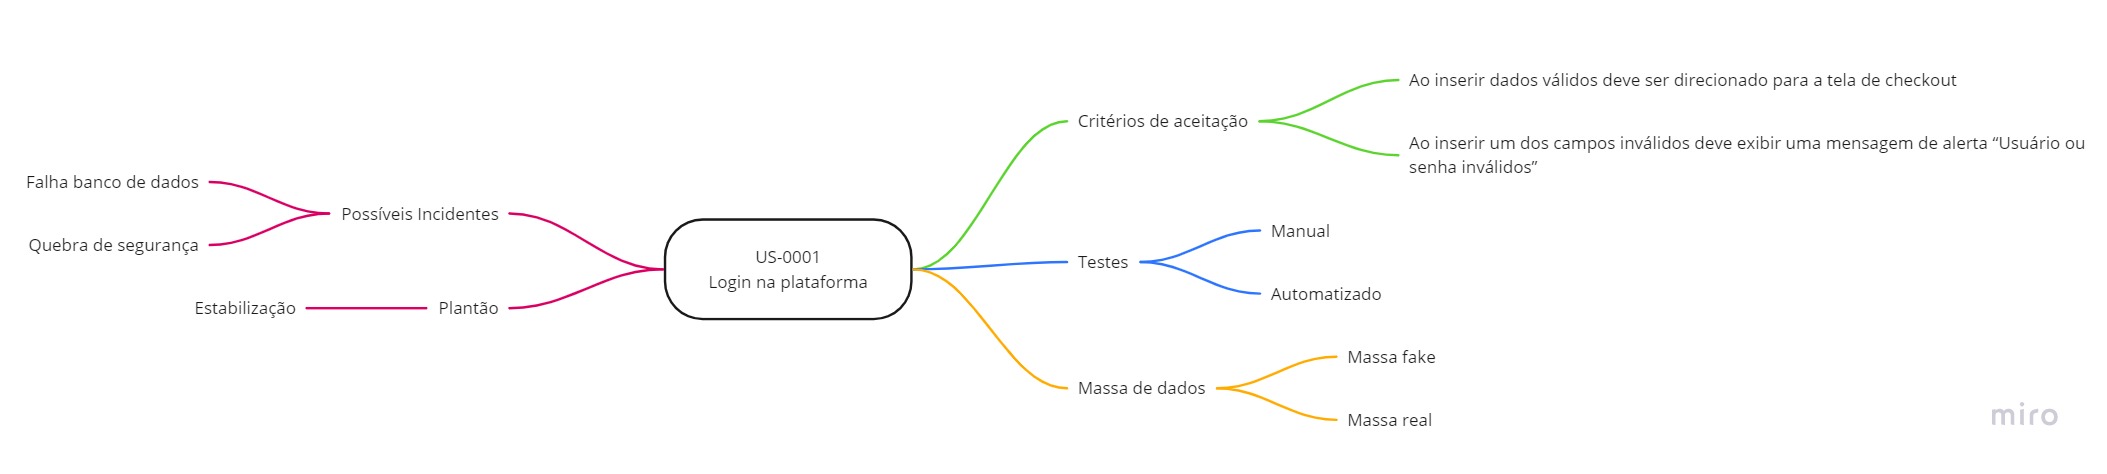 Ao inserir dados válidos deve ser direcionado para a tela de checkout
Critérios de aceitação
Ao inserir um dos campos inválidos deve exibir uma mensagem de alerta “Usuário ou
senha inválidos”
Falha banco de dados
Possíveis Incidentes
Quebra de segurança
Estabilização
Plantão
US-0001
Login na plataforma
Testes
Manual
Automatizado
Massa de dados
Massa fake
Massa real
miro